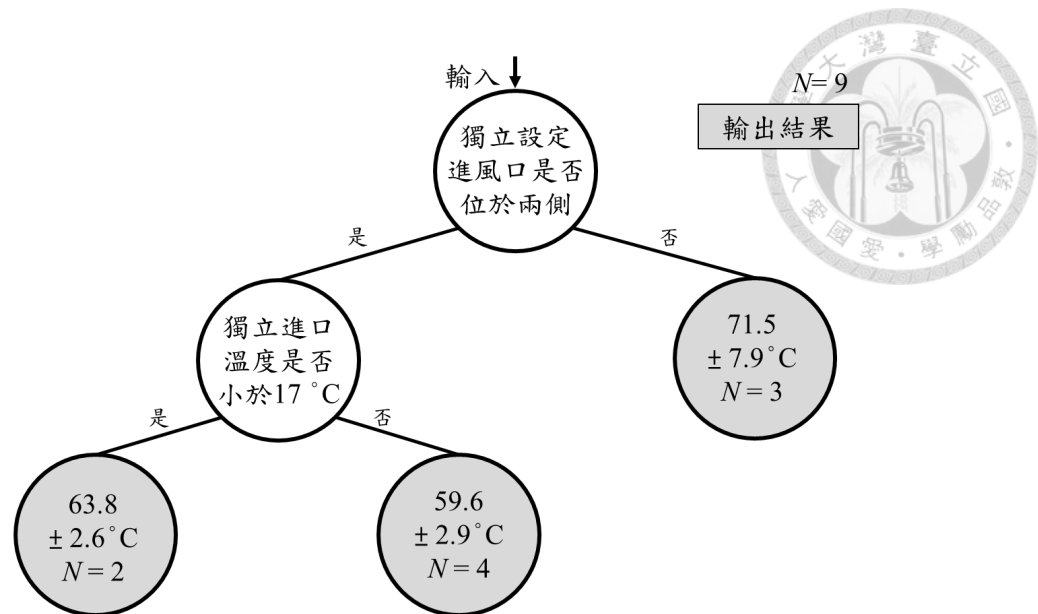 輸入
N= 9
輸出結果
獨立設定
進風口是否
位於兩側
是
否
獨立進口
溫度是否
小於17 °C
71.5
± 7.9°C
N = 3
是
否
63.8
± 2.6°C
N = 2
59.6
± 2.9°C
N = 4